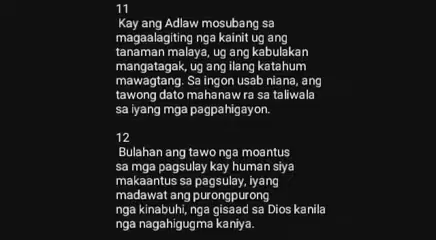 11
Kay ang Adlaw mosubang sa
magaalagiting nga kainit ug ang
tanaman malaya, ug ang kabulakan
mangatagak, ug ang ilang katahum
mawagtang. Sa ingon usab niana, ang
tawong dato mahanaw ra sa taliwala
sa iyang mga pagpahigayon.
12
Bulahan ang tawo nga moantus
sa mga pagsulay kay human siya
makaantus sa pagsulay, iyang
madawat ang purongpurong
nga kinabuhi, nga gisaad sa Dios kanila
nga nagahigugma kaniya.